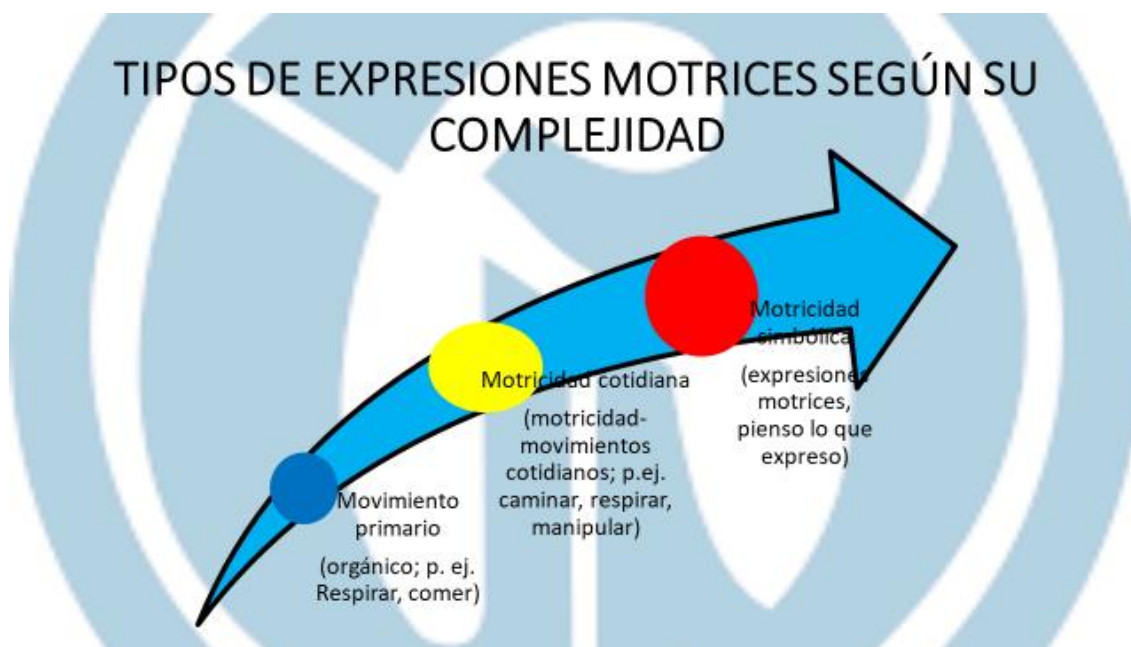 TIPOS DE EXPRESIONES MOTRICES SEGÚN SU
COMPLEJIDAD
Movimiento
primario
(orgánico; p. ej.
Respirar, comer)
Motricidad cotidiana
(motricidad-
movimientos
cotidianos; p.ej.
caminar, respirar,
manipular)
Motricidad
simbólica
(expresiones
motrices,
pienso lo que
expreso)